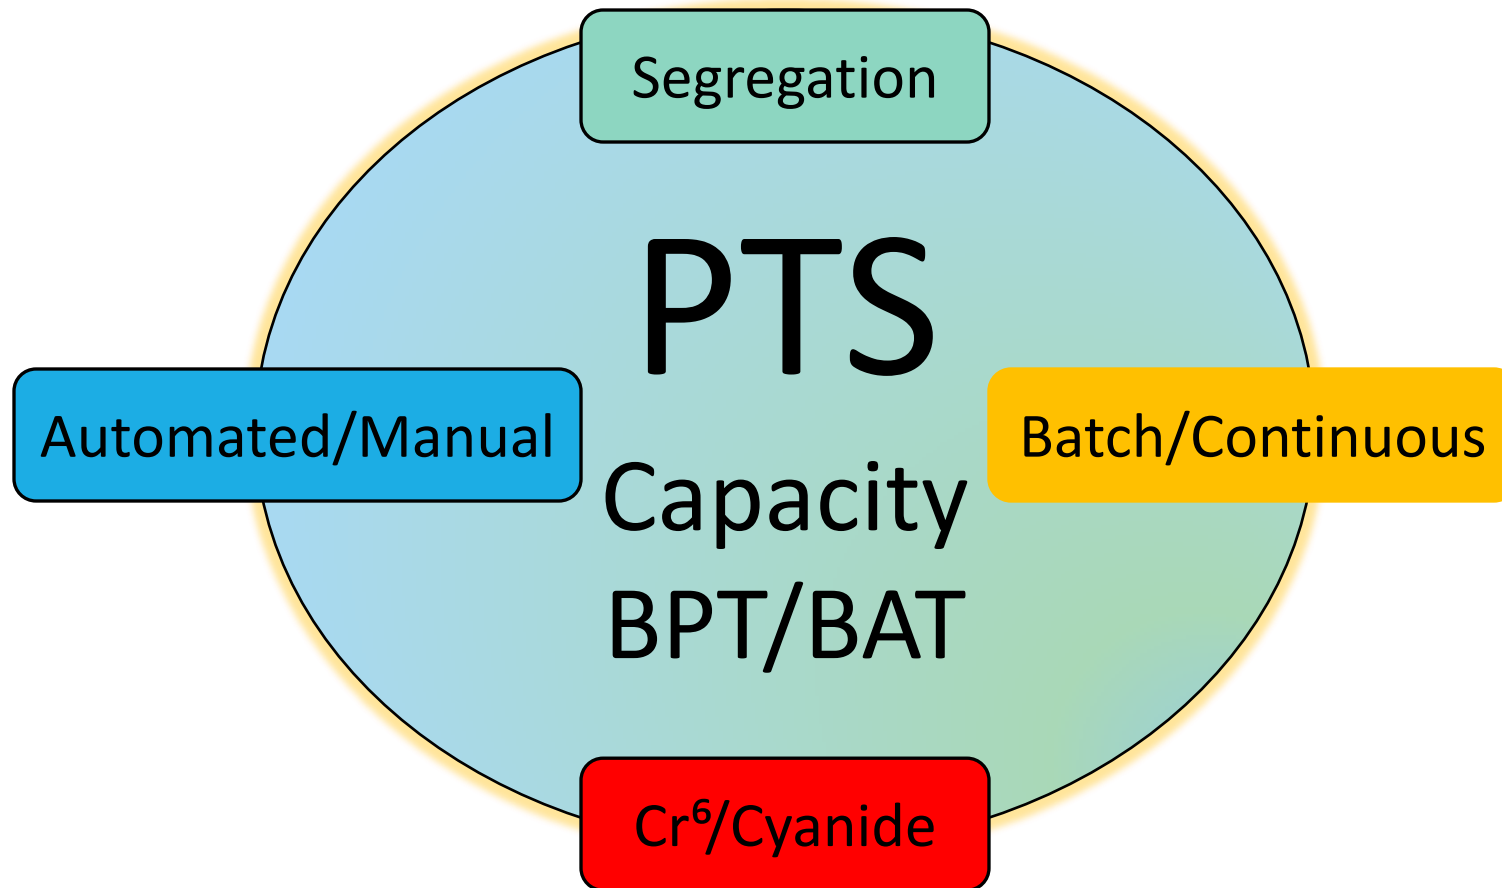 Segregation
PTS
Automated/Manual
Batch/Continuous
Capacity
BPT/BAT
Cr⁶/Cyanide